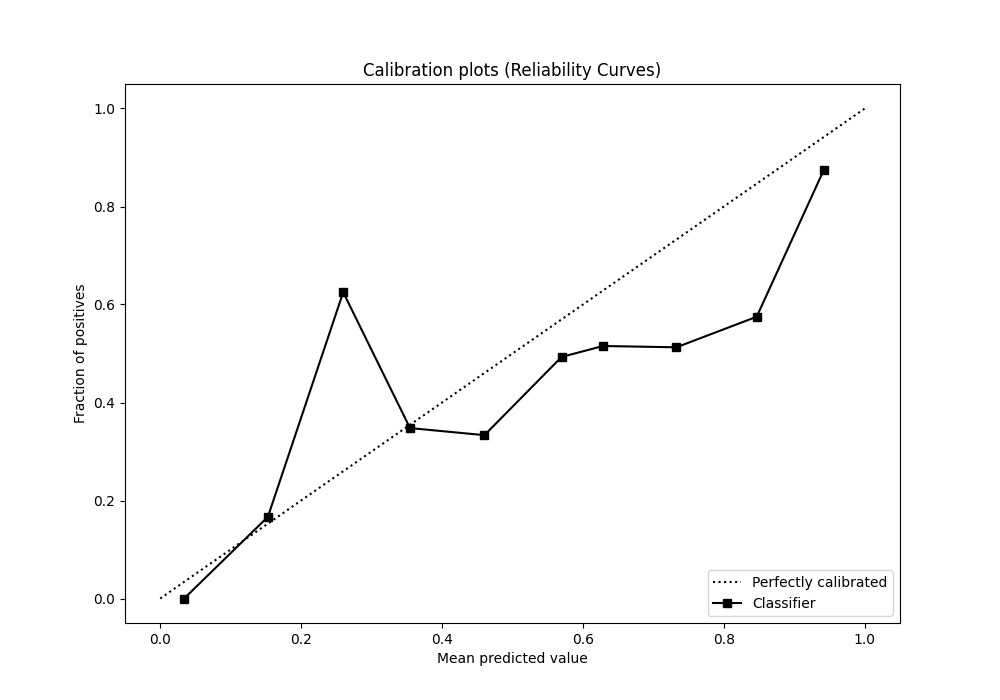 Calibration plots (Reliability Curves)
Fraction of positives
1.0
0.8
0.6
0.4
0.2
0.0
Perfectly calibrated
Classifier
0.0 0.2 0.4 0.6 0.8 1.0
Mean predicted value